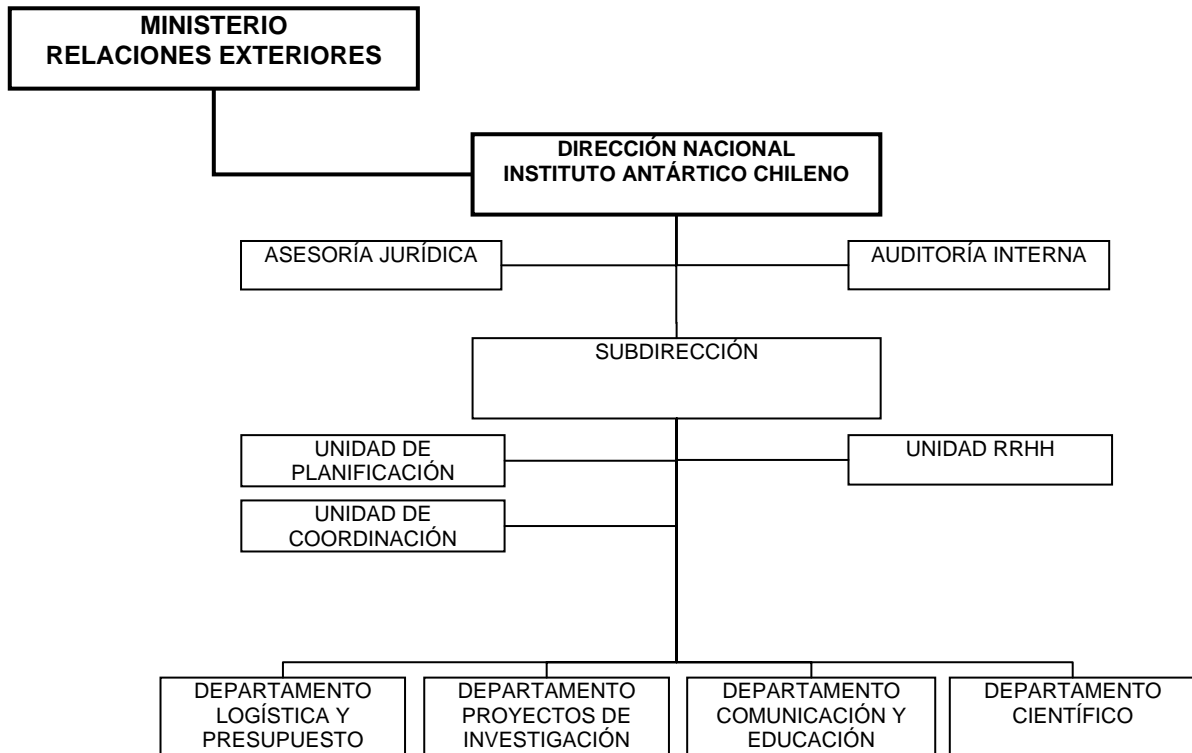 MINISTERIO
RELACIONES EXTERIORES
DIRECCIÓN NACIONAL
INSTITUTO ANTÁRTICO CHILENO
ASESORÍA JURÍDICA
AUDITORÍA INTERNA
SUBDIRECCIÓN
UNIDAD DE
PLANIFICACIÓN
UNIDAD RRHH
UNIDAD DE
COORDINACIÓN
DEPARTAMENTO
LOGÍSTICA Y
PRESUPUESTO
DEPARTAMENTO
PROYECTOS DE
INVESTIGACIÓN
DEPARTAMENTO
COMUNICACIÓN Y
EDUCACIÓN
DEPARTAMENTO
CIENTÍFICO